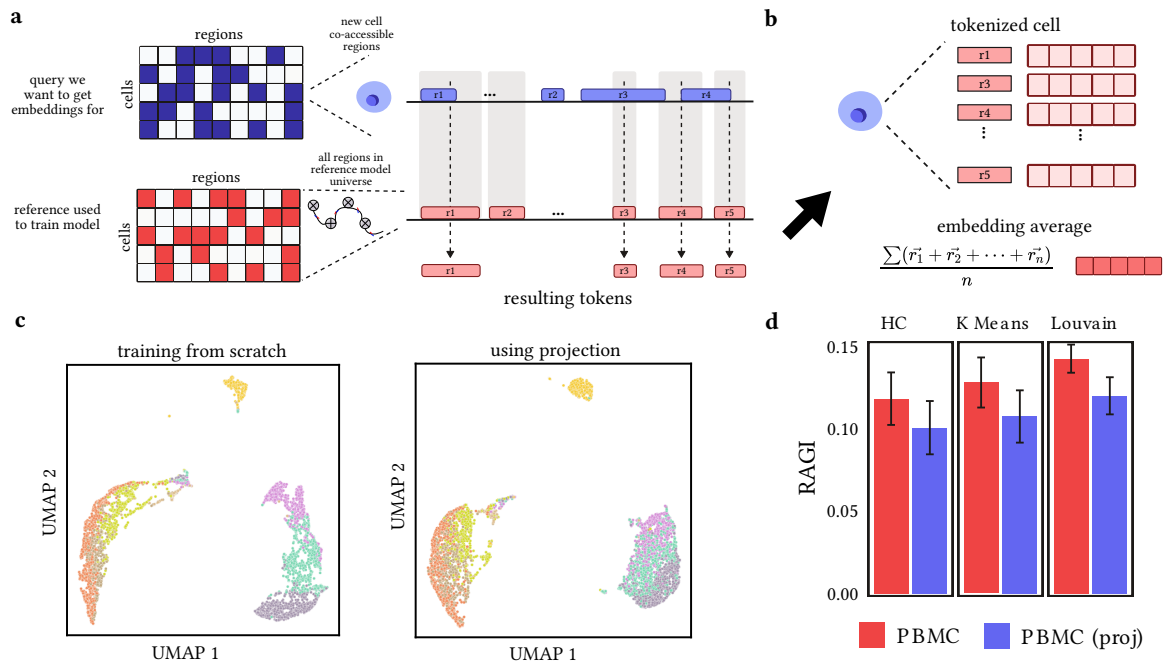 a
regions
cells
query we
want to get
embeddings for
new cell
co-accessible
regions
r1
...
r2
r3
r4
regions
cells
reference used
to train model
all regions in
reference model
universe
r1
r2
...
r3
r4
r5
r1
r3
r4
r5
resulting tokens
b
tokenized cell
r1
r3
r4
r5
embedding average
∑(r⃗1 + r⃗2 + ⋯ + r⃗n)
n
c
training from scratch
UMAP 2
UMAP 1
using projection
UMAP 2
UMAP 1
d
HC
K Means
Louvain
RAGI
0.15
0.10
0.05
0.00
PBMC
PBMC (proj)